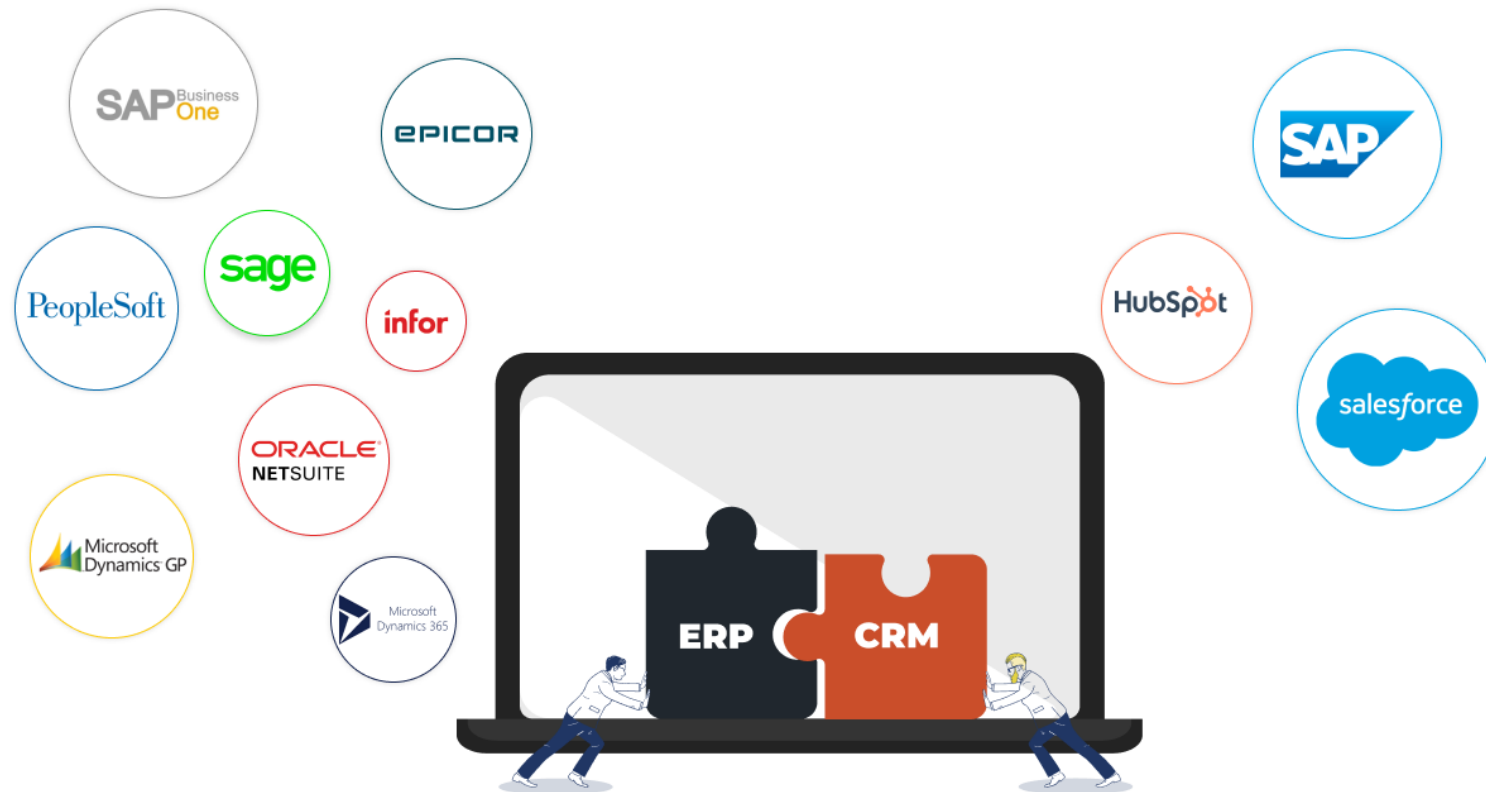 SAP Business One
EPICOR
SAP
PeopleSoft
sage
infor
HubSpot
salesforce
ORACLE®
NETSUITE
Microsoft
Dynamics GP
Microsoft
Dynamics 365
ERP
CRM